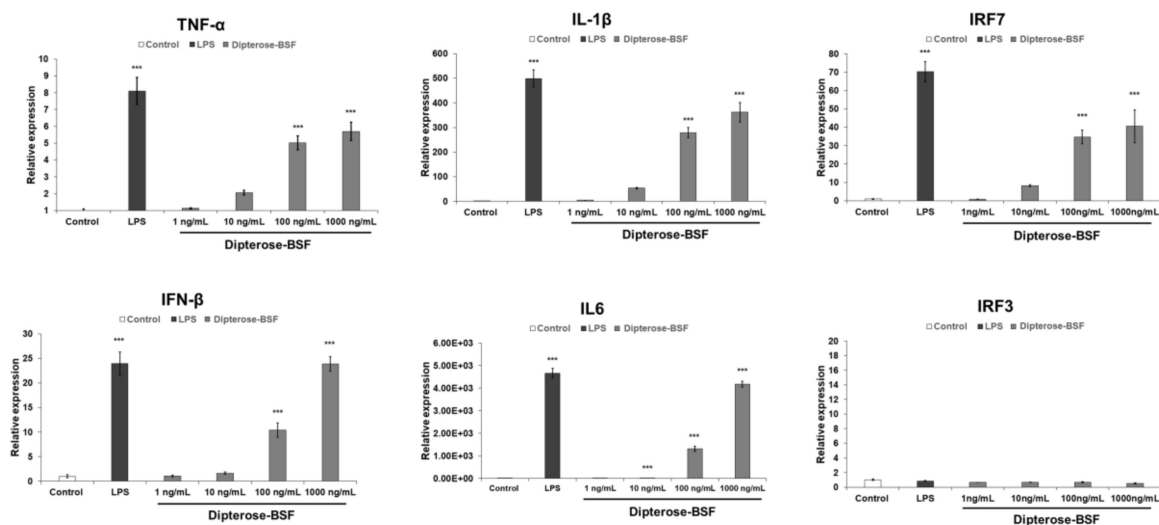 TNF-α
Control LPS Dipterose-BSF
Relative expression
10
9
8
7
6
5
4
3
2
1
***
***
***
Control LPS 1 ng/mL 10 ng/mL 100 ng/mL 1000 ng/mL
Dipterose-BSF
IL-1β
Control LPS Dipterose-BSF
Relative expression
600
500
400
300
200
100
0
***
***
***
Control LPS 1 ng/mL 10 ng/mL 100 ng/mL 1000 ng/mL
Dipterose-BSF
IRF7
Control LPS Dipterose-BSF
Relative expression
80
70
60
50
40
30
20
10
0
***
***
***
Control LPS 1ng/mL 10ng/mL 100ng/mL 1000ng/mL
Dipterose-BSF
IFN-β
Control LPS Dipterose-BSF
Relative expression
30
25
20
15
10
5
0
***
***
***
Control LPS 1 ng/mL 10 ng/mL 100 ng/mL 1000 ng/mL
Dipterose-BSF
IL6
Control LPS Dipterose-BSF
Relative expression
6.00E+03
4.00E+03
2.00E+03
0.00E+03
***
***
***
***
Control LPS 1 ng/mL 10 ng/mL 100 ng/mL 1000 ng/mL
Dipterose-BSF
IRF3
Control LPS Dipterose-BSF
Relative expression
20
18
16
14
12
10
8
6
4
2
0
Control LPS 1ng/mL 10ng/mL 100ng/mL 1000ng/mL
Dipterose-BSF